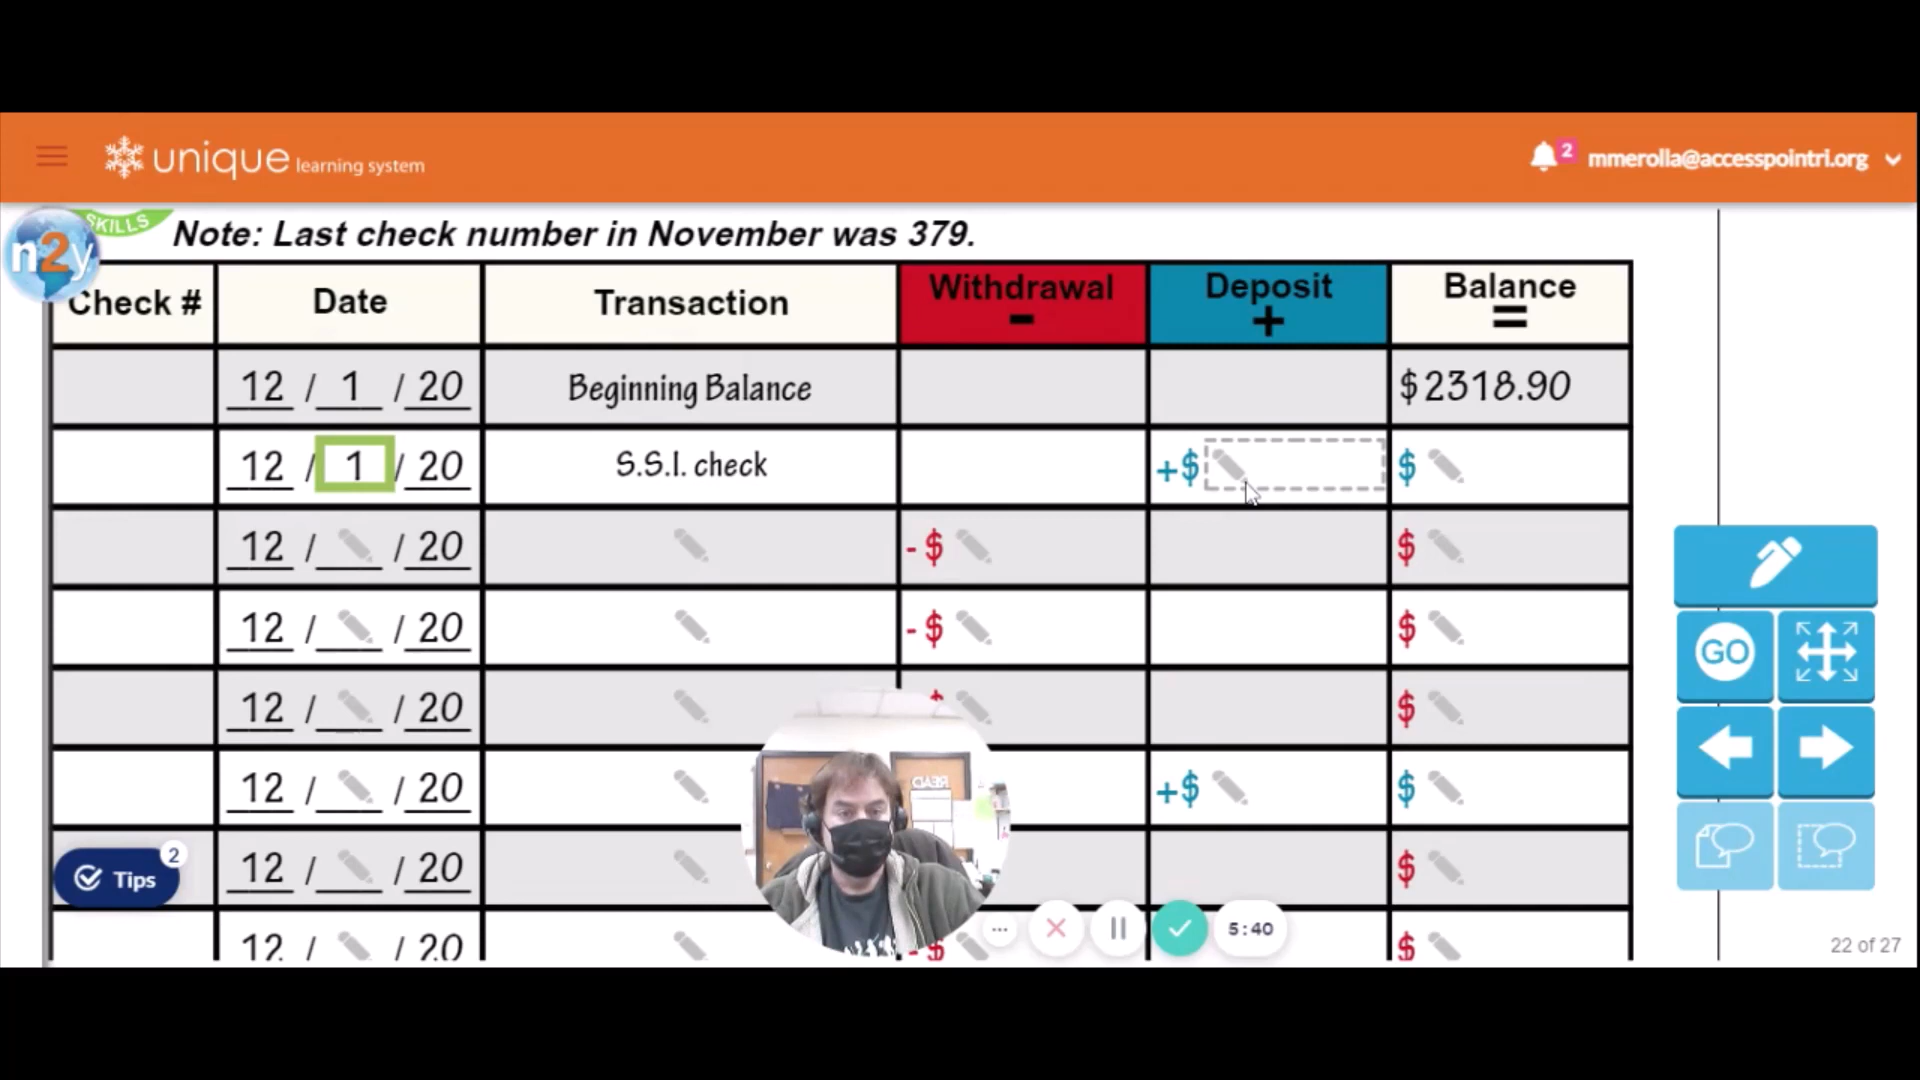 unique learning system
2
mmerolla@accesspointri.org
SKILLS
n2y
Note: Last check number in November was 379.
Check # Date Transaction Withdrawal - Deposit + Balance =
12 / 1 / 20 Beginning Balance $2318.90
12 / 1 / 20 S.S.I. check +$ $
12 / / 20 - $ $
12 / / 20 - $ $
12 / / 20 $
12 / / 20 +$ $
12 / / 20 $
12 / / 20 - $ $
GO
READ
Tips 2
5:40
22 of 27